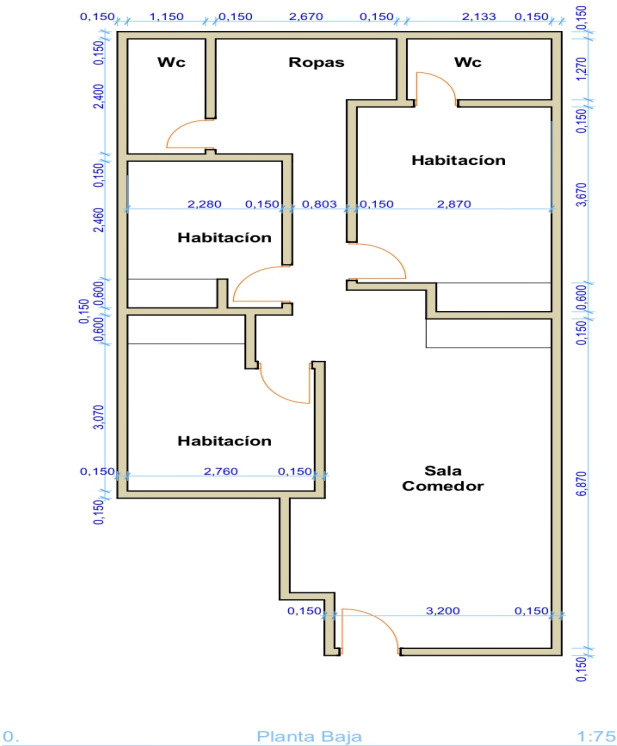 0,150 1,150 0,150 2,670 0,150 2,133 0,150 0,150
0,150 2,400 0,150 2,460 0,600 0,150 0,600 3,070 0,150
1,270 0,150 3,670 0,600 0,150 6,870 0,150
Wc Ropas Wc
Habitacíon
2,280 0,150 0,803 0,150 2,870
Habitacíon
Habitacíon
0,150 2,760 0,150
Sala
Comedor
0,150 3,200 0,150
0. Planta Baja 1:75